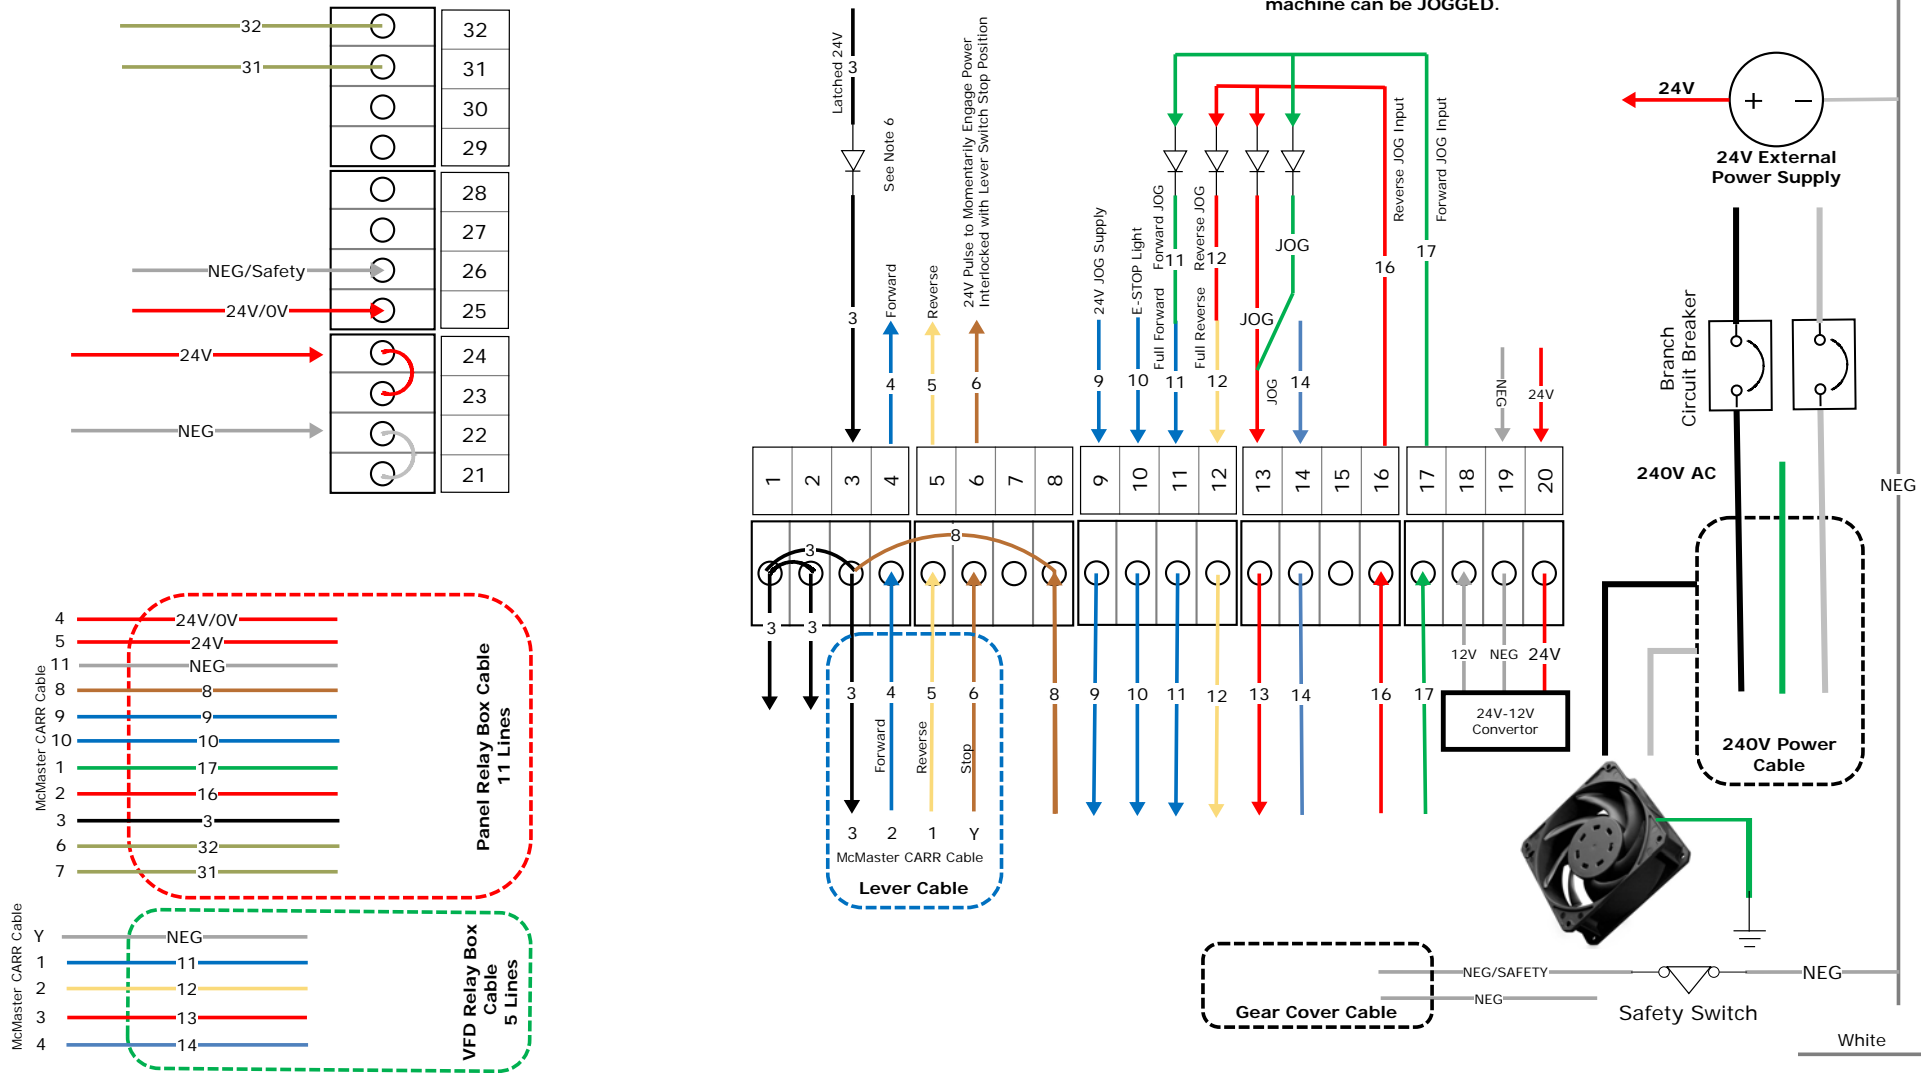 machine can be JOGGED.
32
31
32
31
30
29
28
27
26
25
24
23
22
21
NEG/Safety
24V/0V
24V
NEG
Latched 24V
3
See Note 6
3
Forward
4
Reverse
5
24V Pulse to Momentarily Engage Power
Interlocked with Lever Switch Stop Position
6
24V JOG Supply
9
E-STOP Light
10
Full Forward
Forward JOG
11
11
Full Reverse
Reverse JOG
12
12
JOG
JOG
JOG
14
Reverse JOG Input
16
Forward JOG Input
17
NEG
24V
1
2
3
4
5
6
7
8
9
10
11
12
13
14
15
16
17
18
19
20
3
8
3
3
3
4
5
6
8
9
10
11
12
13
14
16
17
12V
NEG
24V
24V-12V
Convertor
Forward
Reverse
Stop
3
2
1
Y
McMaster CARR Cable
Lever Cable
24V
+
−
24V External
Power Supply
Branch
Circuit Breaker
240V AC
NEG
240V Power
Cable
McMaster CARR Cable
4
24V/0V
5
24V
11
NEG
8
8
9
9
10
10
1
17
2
16
3
3
6
32
7
31
Panel Relay Box Cable
11 Lines
McMaster CARR Cable
Y
NEG
1
11
2
12
3
13
4
14
VFD Relay Box
Cable
5 Lines
NEG/SAFETY
NEG
Gear Cover Cable
NEG
Safety Switch
White